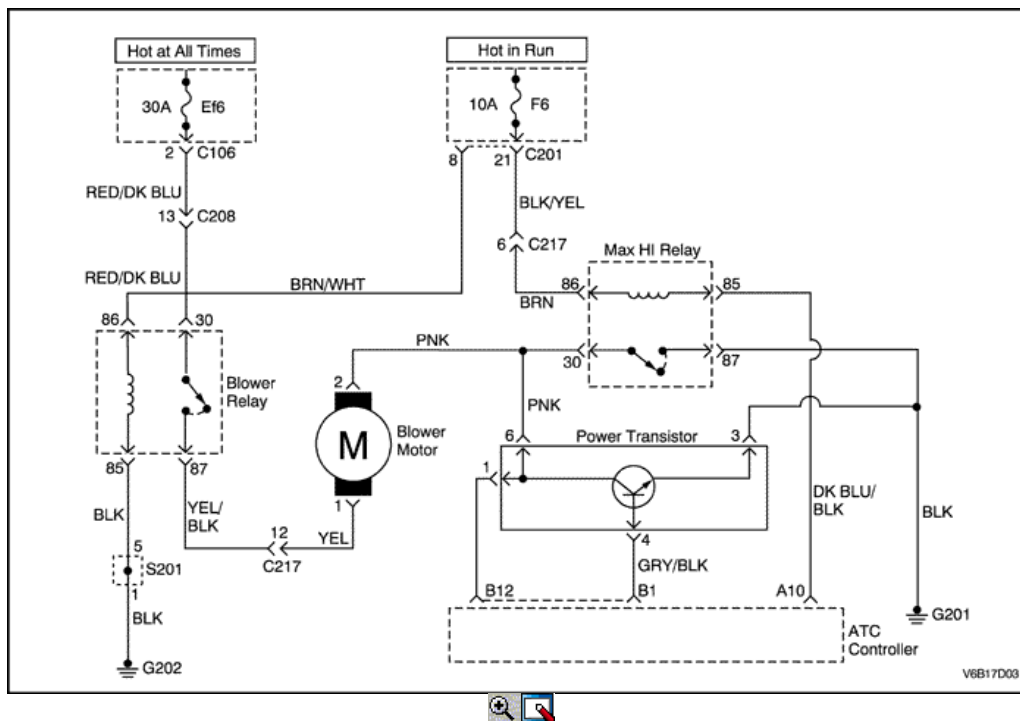 Hot at All Times
Hot in Run
30A Ef6
10A F6
2 C106
8 21 C201
RED/DK BLU
BLK/YEL
13 C208
6 C217
Max HI Relay
RED/DK BLU
BRN/WHT
86 85
BRN
86 30
PNK
30 87
Blower
Relay
2
PNK
M
Blower
Motor
6 Power Transistor 3
1
85 87
DK BLU/
BLK
BLK
BLK
YEL/
BLK
1
12
YEL
C217
4
GRY/BLK
5
S201
1
B12 B1 A10
BLK
G201
ATC
Controller
G202
V6B17D03